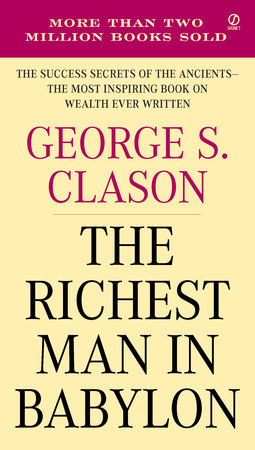 MORE THAN TWO
MILLION BOOKS SOLD
SIGNET
THE SUCCESS SECRETS OF THE ANCIENTS—
THE MOST INSPIRING BOOK ON
WEALTH EVER WRITTEN
GEORGE S.
CLASON
THE
RICHEST
MAN IN
BABYLON